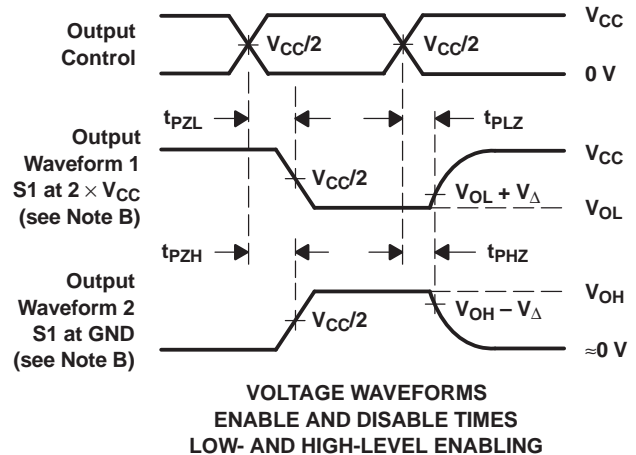 Output
Control
V_CC/2
V_CC/2
V_CC
0 V
t_PZL
t_PLZ
Output
Waveform 1
S1 at 2 × V_CC
(see Note B)
V_CC/2
V_CC
V_OL + V_Δ
V_OL
t_PZH
t_PHZ
Output
Waveform 2
S1 at GND
(see Note B)
V_CC/2
V_OH
V_OH – V_Δ
≈0 V
VOLTAGE WAVEFORMS
ENABLE AND DISABLE TIMES
LOW- AND HIGH-LEVEL ENABLING